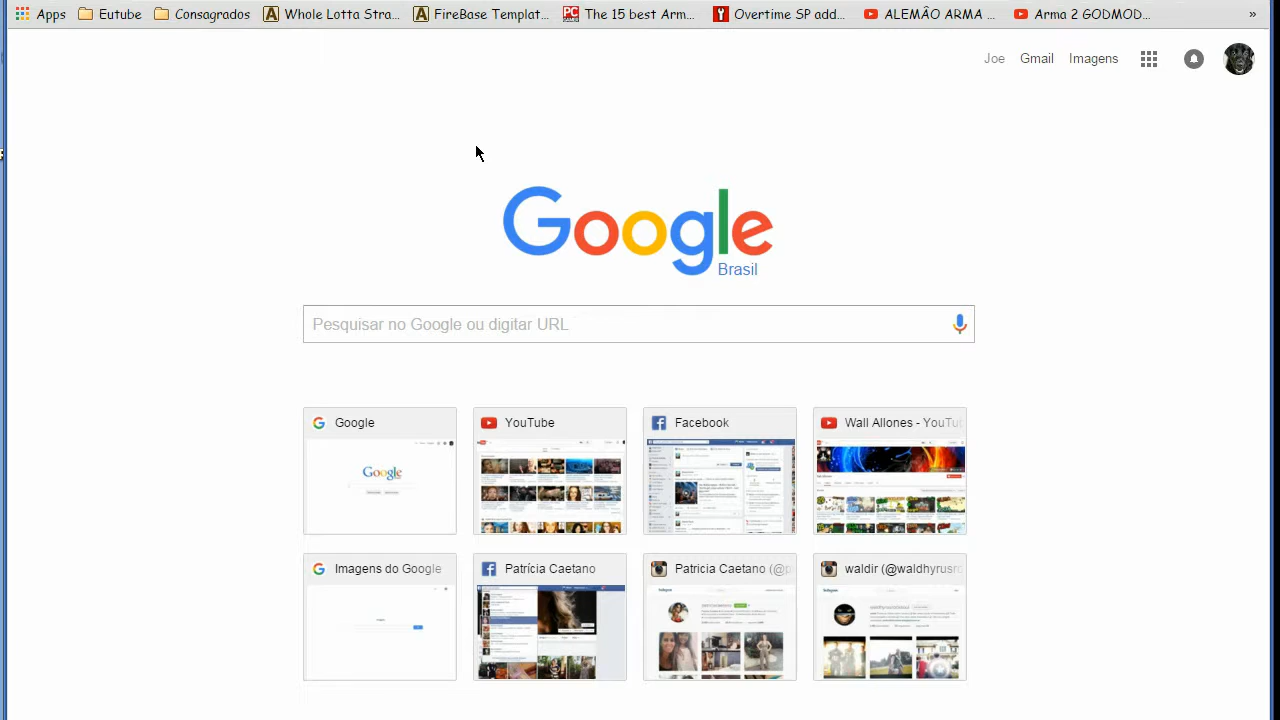 Apps Eutube Consagrados Whole Lotta Stra... FireBase Templat... The 15 best Arm... Overtime SP add... ALEMÂO ARMA ... Arma 2 GODMOD... »
Joe Gmail Imagens
Google
Brasil
Pesquisar no Google ou digitar URL
Google YouTube Facebook Wall Allones - YouTu
Imagens do Google Patrícia Caetano Patricia Caetano (@p waldir (@waldhyrusro